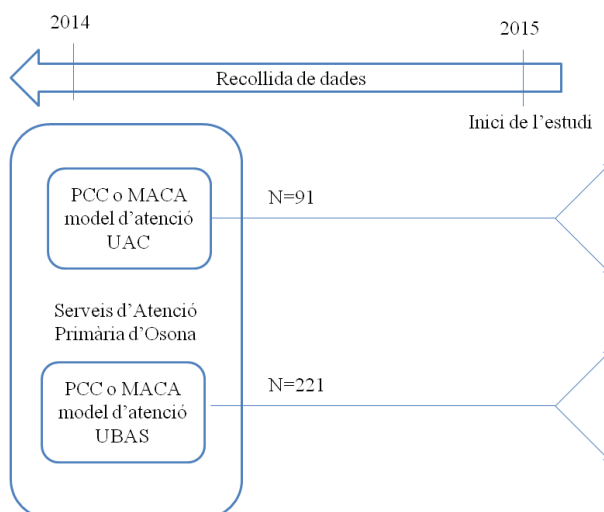 2014
2015
Recollida de dades
Inici de l’estudi
PCC o MACA
model d’atenció
UAC
N=91
Serveis d’Atenció
Primària d’Osona
PCC o MACA
model d’atenció
UBAS
N=221